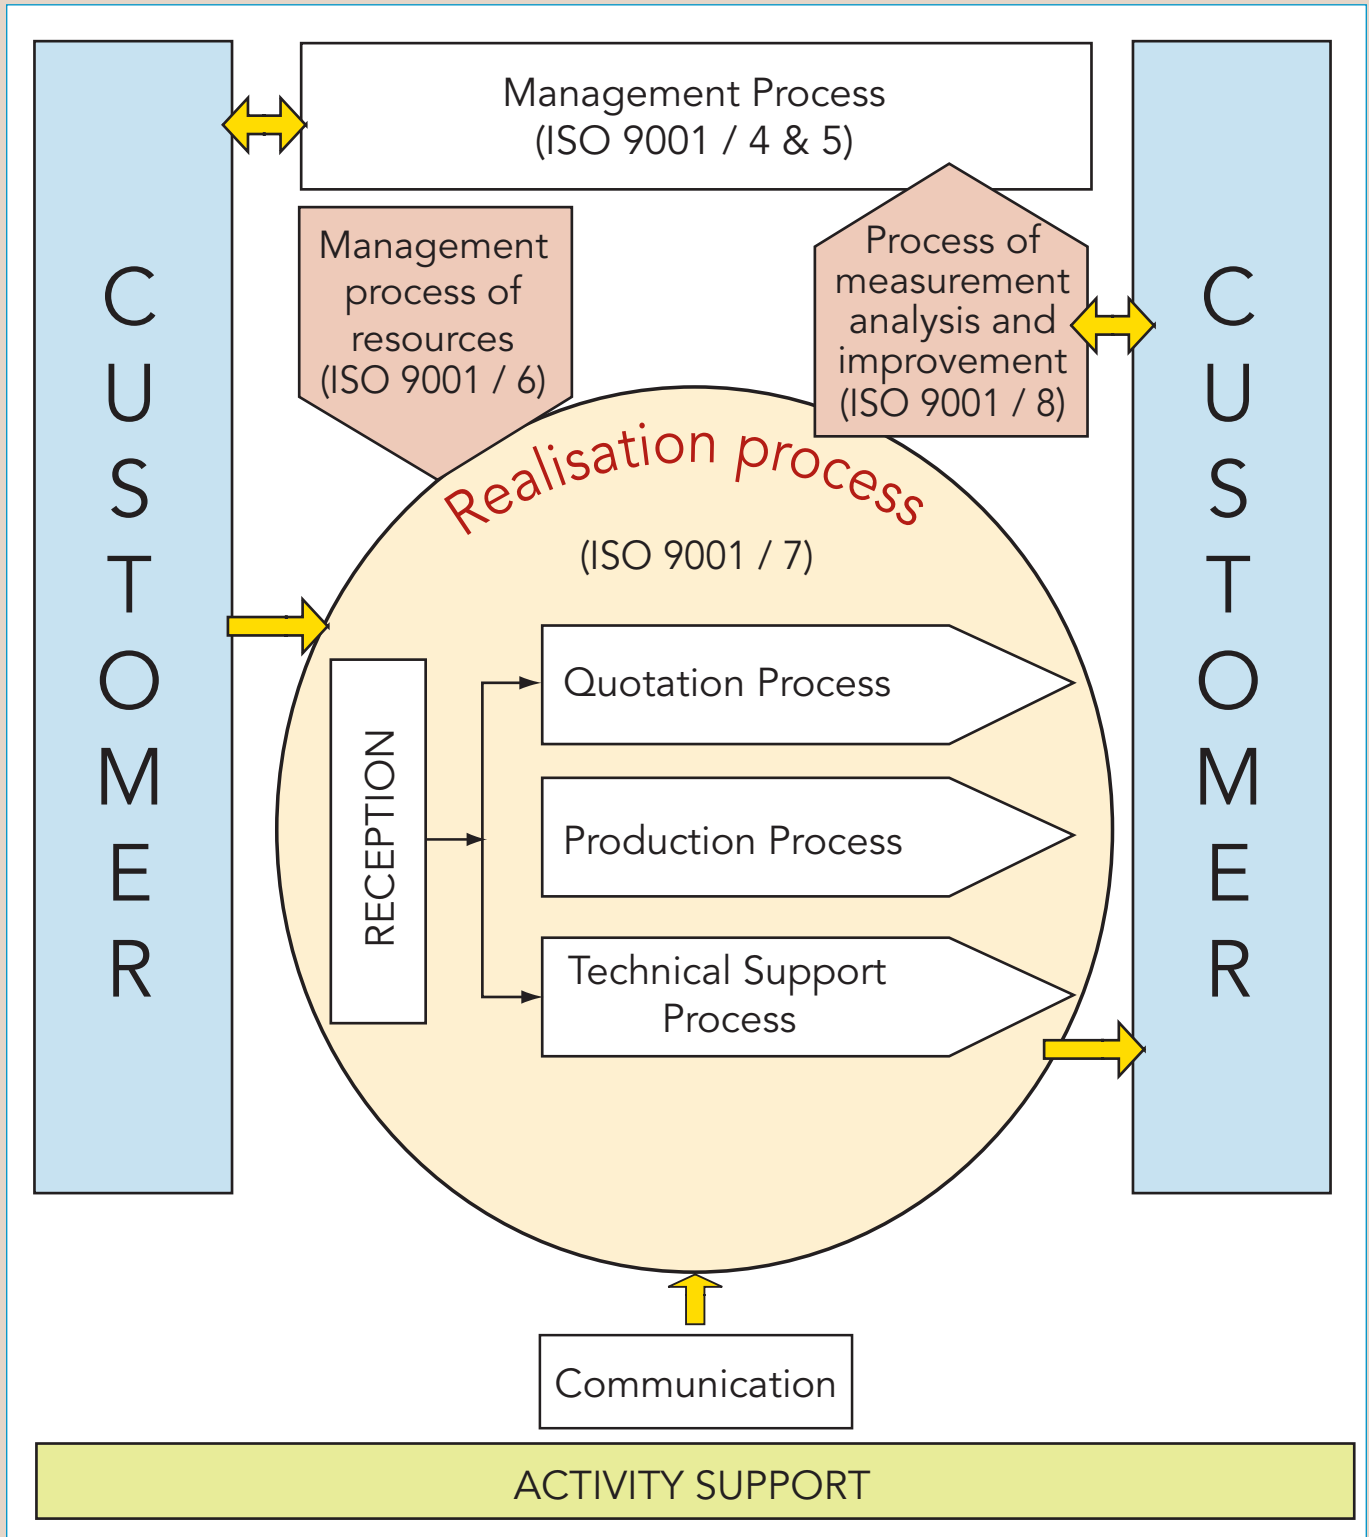 Management Process
(ISO 9001 / 4 & 5)
CUSTOMER
Management
process of
resources
(ISO 9001 / 6)
Process of
measurement
analysis and
improvement
(ISO 9001 / 8)
CUSTOMER
Realisation process
(ISO 9001 / 7)
RECEPTION
Quotation Process
Production Process
Technical Support
Process
Communication
ACTIVITY SUPPORT